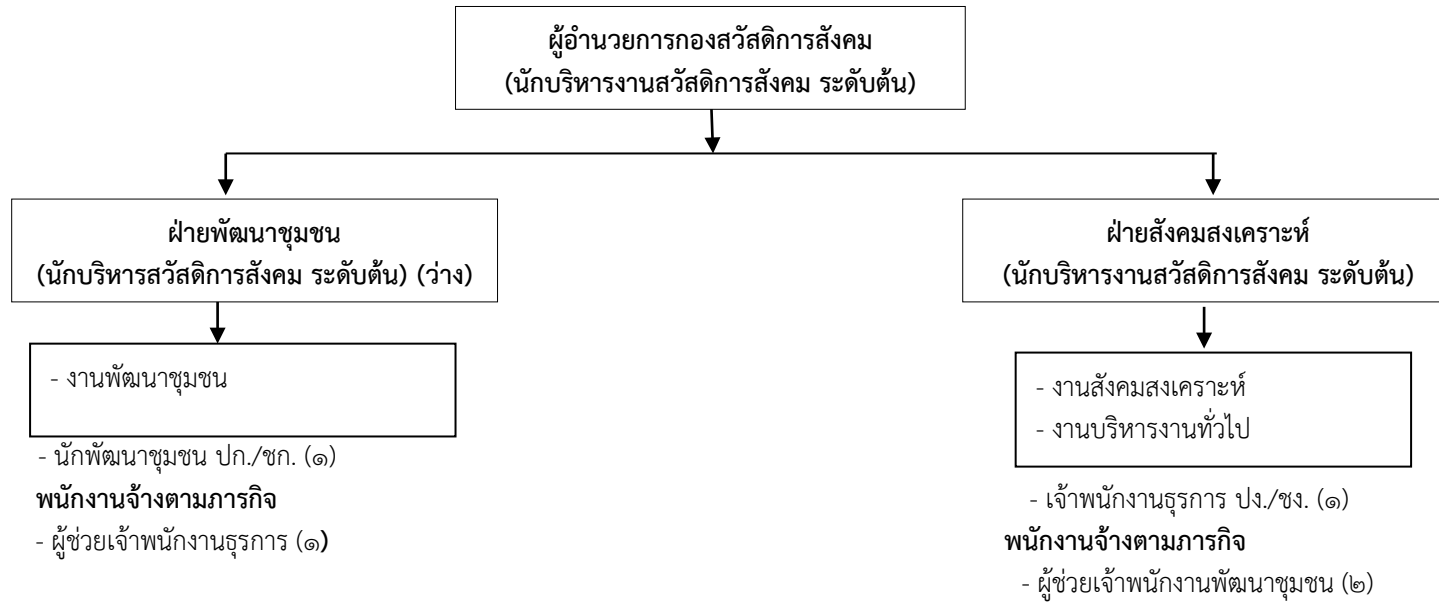 ผู้อำนวยการกองสวัสดิการสังคม
(นักบริหารงานสวัสดิการสังคม ระดับต้น)
ฝ่ายพัฒนาชุมชน
(นักบริหารสวัสดิการสังคม ระดับต้น) (ว่าง)
- งานพัฒนาชุมชน
- นักพัฒนาชุมชน ปก./ชก. (๑)
พนักงานจ้างตามภารกิจ
- ผู้ช่วยเจ้าพนักงานธุรการ (๑)
ฝ่ายสังคมสงเคราะห์
(นักบริหารงานสวัสดิการสังคม ระดับต้น)
- งานสังคมสงเคราะห์
- งานบริหารงานทั่วไป
- เจ้าพนักงานธุรการ ปง./ชง. (๑)
พนักงานจ้างตามภารกิจ
- ผู้ช่วยเจ้าพนักงานพัฒนาชุมชน (๒)